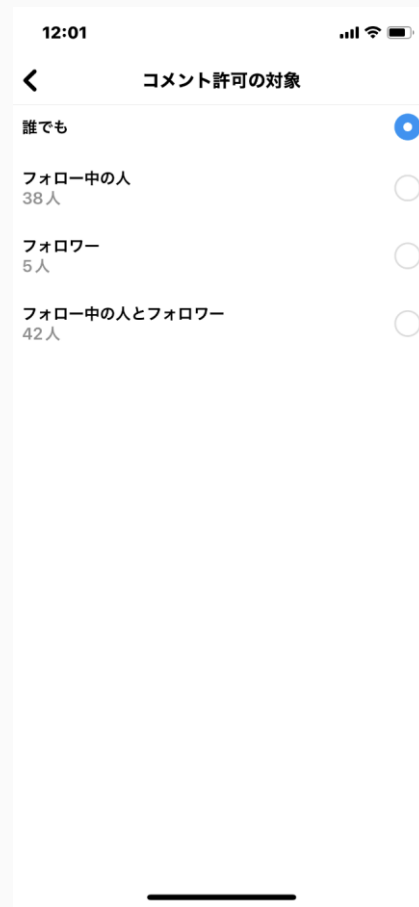 12:01
コメント許可の対象
誰でも
フォロー中の人
38人
フォロワー
5人
フォロー中の人とフォロワー
42人